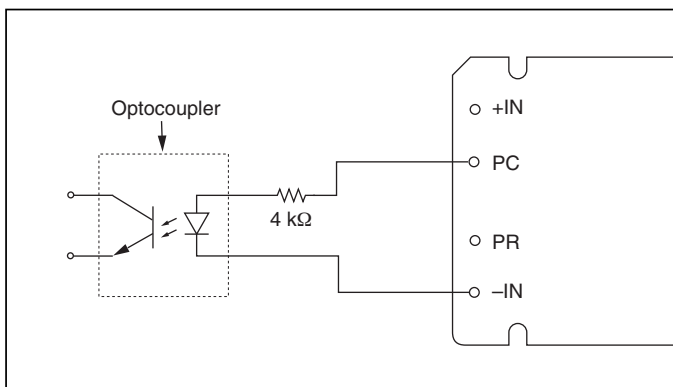 Optocoupler
4 kΩ
+IN
PC
PR
–IN